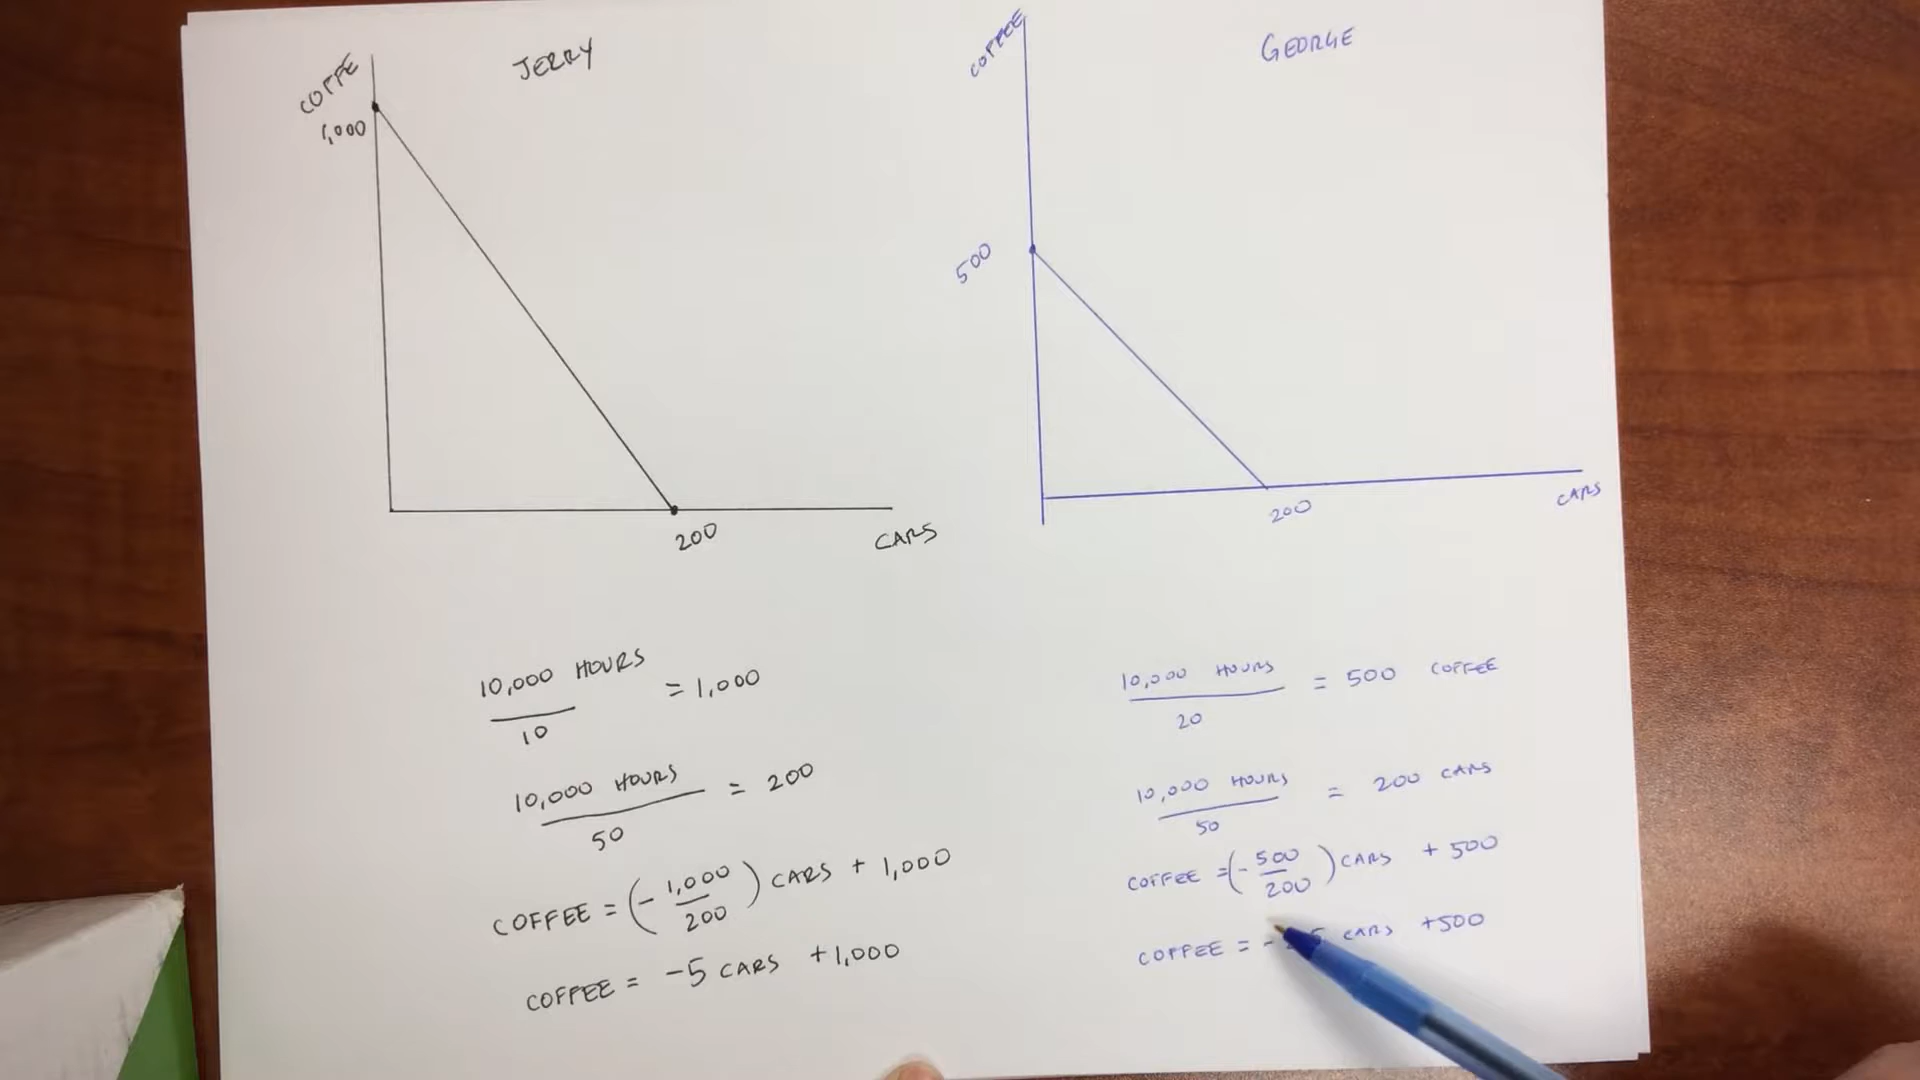 COFFE
JERRY
1,000
200
CARS
10,000 HOURS
10
= 1,000
10,000 HOURS
50
= 200
COFFEE = (- 1,000
200
) CARS + 1,000
COFFEE = -5 CARS +1,000
COFFEE
GEORGE
500
200
CARS
10,000 HOURS
20
= 500 COFFEE
10,000 HOURS
50
= 200 CARS
COFFEE = (- 500
200
) CARS + 500
COFFEE = - CARS +500